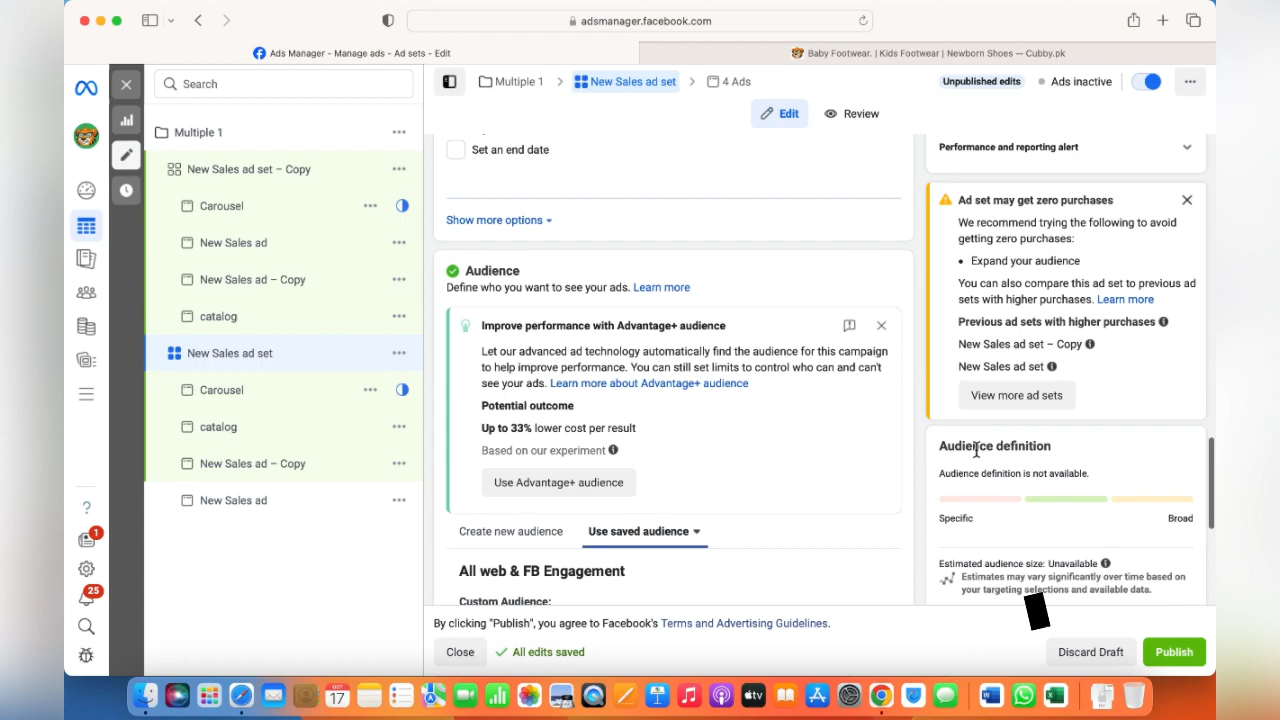 adsmanager.facebook.com
Ads Manager - Manage ads - Ad sets - Edit
Baby Footwear. | Kids Footwear | Newborn Shoes — Cubby.pk
Search
Multiple 1
New Sales ad set – Copy
Carousel
New Sales ad
New Sales ad – Copy
catalog
New Sales ad set
Carousel
catalog
New Sales ad – Copy
New Sales ad
1
25
Multiple 1
New Sales ad set
4 Ads
Unpublished edits
Ads inactive
Edit
Review
Set an end date
Show more options
Audience
Define who you want to see your ads. Learn more
Improve performance with Advantage+ audience
Let our advanced ad technology automatically find the audience for this campaign
to help improve performance. You can still set limits to control who can and can't
see your ads. Learn more about Advantage+ audience
Potential outcome
Up to 33% lower cost per result
Based on our experiment
Use Advantage+ audience
Create new audience
Use saved audience
All web & FB Engagement
Custom Audience:
Performance and reporting alert
Ad set may get zero purchases
We recommend trying the following to avoid
getting zero purchases:
• Expand your audience
You can also compare this ad set to previous ad
sets with higher purchases. Learn more
Previous ad sets with higher purchases
New Sales ad set – Copy
New Sales ad set
View more ad sets
Audience definition
Audience definition is not available.
Specific
Broad
Estimated audience size: Unavailable
Estimates may vary significantly over time based on
your targeting selections and available data.
By clicking "Publish", you agree to Facebook's Terms and Advertising Guidelines.
Close
All edits saved
Discard Draft
Publish
OCT
17
tv